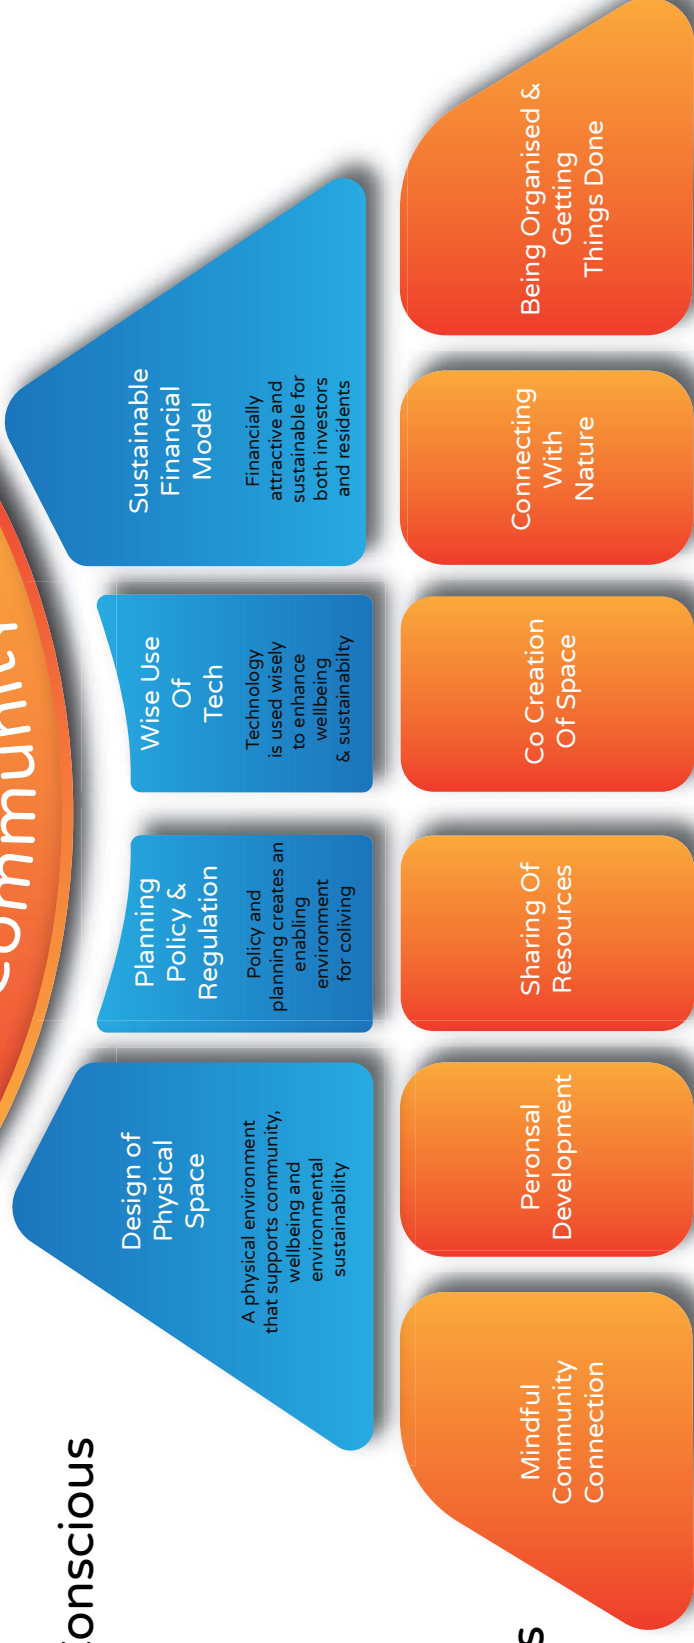 Community
onscious
Design of
Physical
Space
A physical environment
that supports community,
wellbeing and
environmental
sustainability
Planning
Policy &
Regulation
Policy and
planning creates an
enabling
environment
for coliving
Wise Use
Of
Tech
Technology
is used wisely
to enhance
wellbeing
& sustainabilty
Sustainable
Financial
Model
Financially
attractive and
sustainable for
both investors
and residents
s
Mindful
Community
Connection
Peronsal
Development
Sharing Of
Resources
Co Creation
Of Space
Connecting
With
Nature
Being Organised &
Getting
Things Done